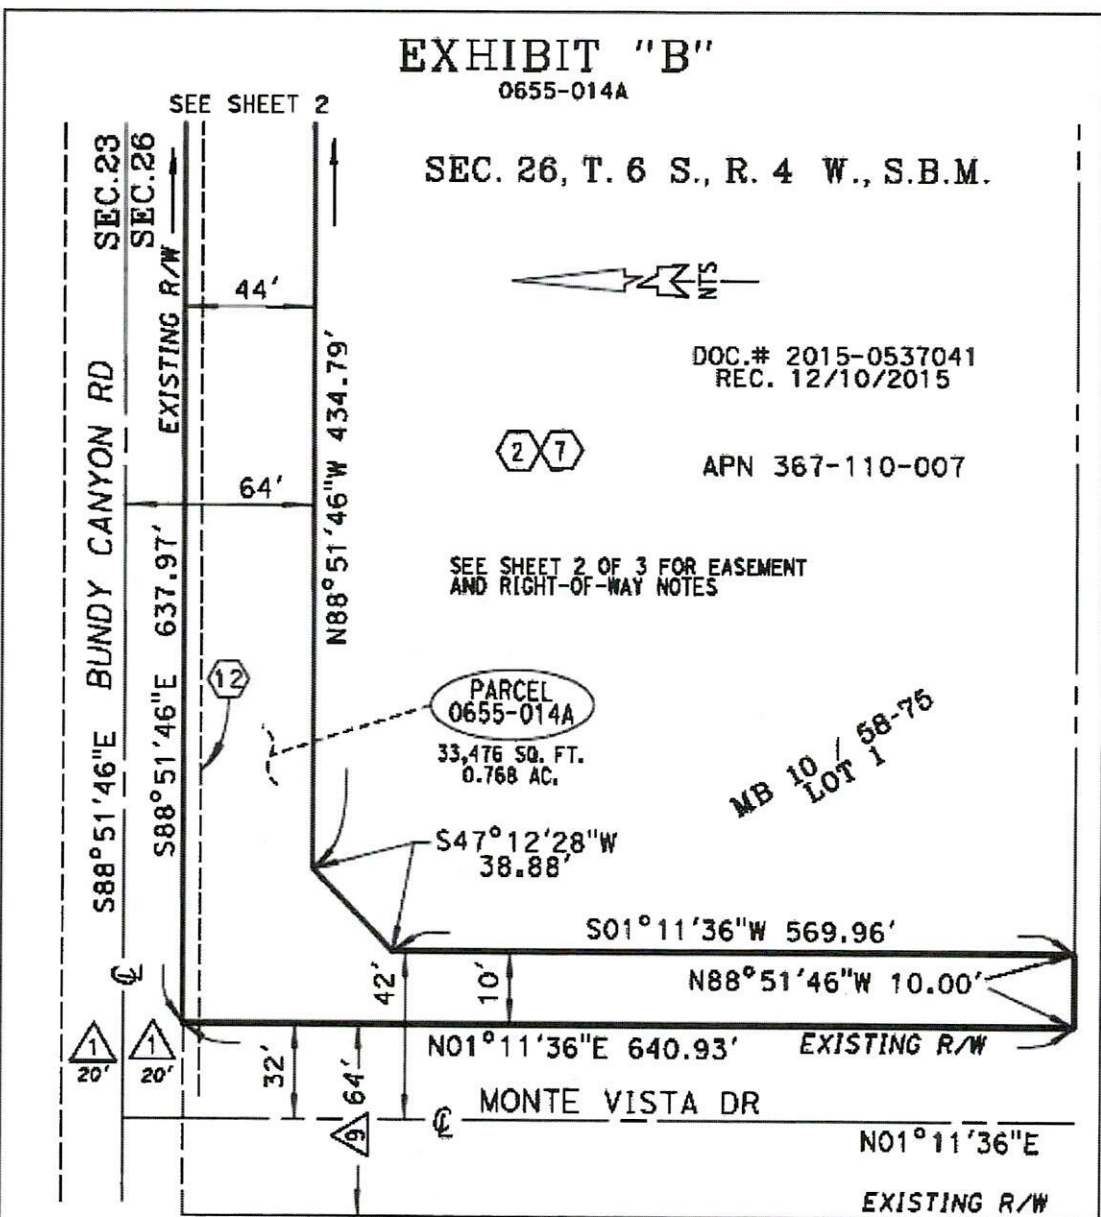 EXHIBIT "B"
0655-014A
SEE SHEET 2
SEC.23
SEC.26
SEC. 26, T. 6 S., R. 4 W., S.B.M.
EXISTING R/W
44'
NTS
DOC.# 2015-0537041
REC. 12/10/2015
N88°51'46"W 434.79'
2
7
APN 367-110-007
64'
S88°51'46"E BUNDY CANYON RD
S88°51'46"E 637.97'
SEE SHEET 2 OF 3 FOR EASEMENT
AND RIGHT-OF-WAY NOTES
12
PARCEL
0655-014A
33,476 SQ. FT.
0.768 AC.
MB 10 / 58-75
LOT 1
S47°12'28"W
38.88'
S01°11'36"W 569.96'
42'
10'
N88°51'46"W 10.00'
N01°11'36"E 640.93'
EXISTING R/W
1
20'
1
20'
32'
64'
9
MONTE VISTA DR
N01°11'36"E
EXISTING R/W